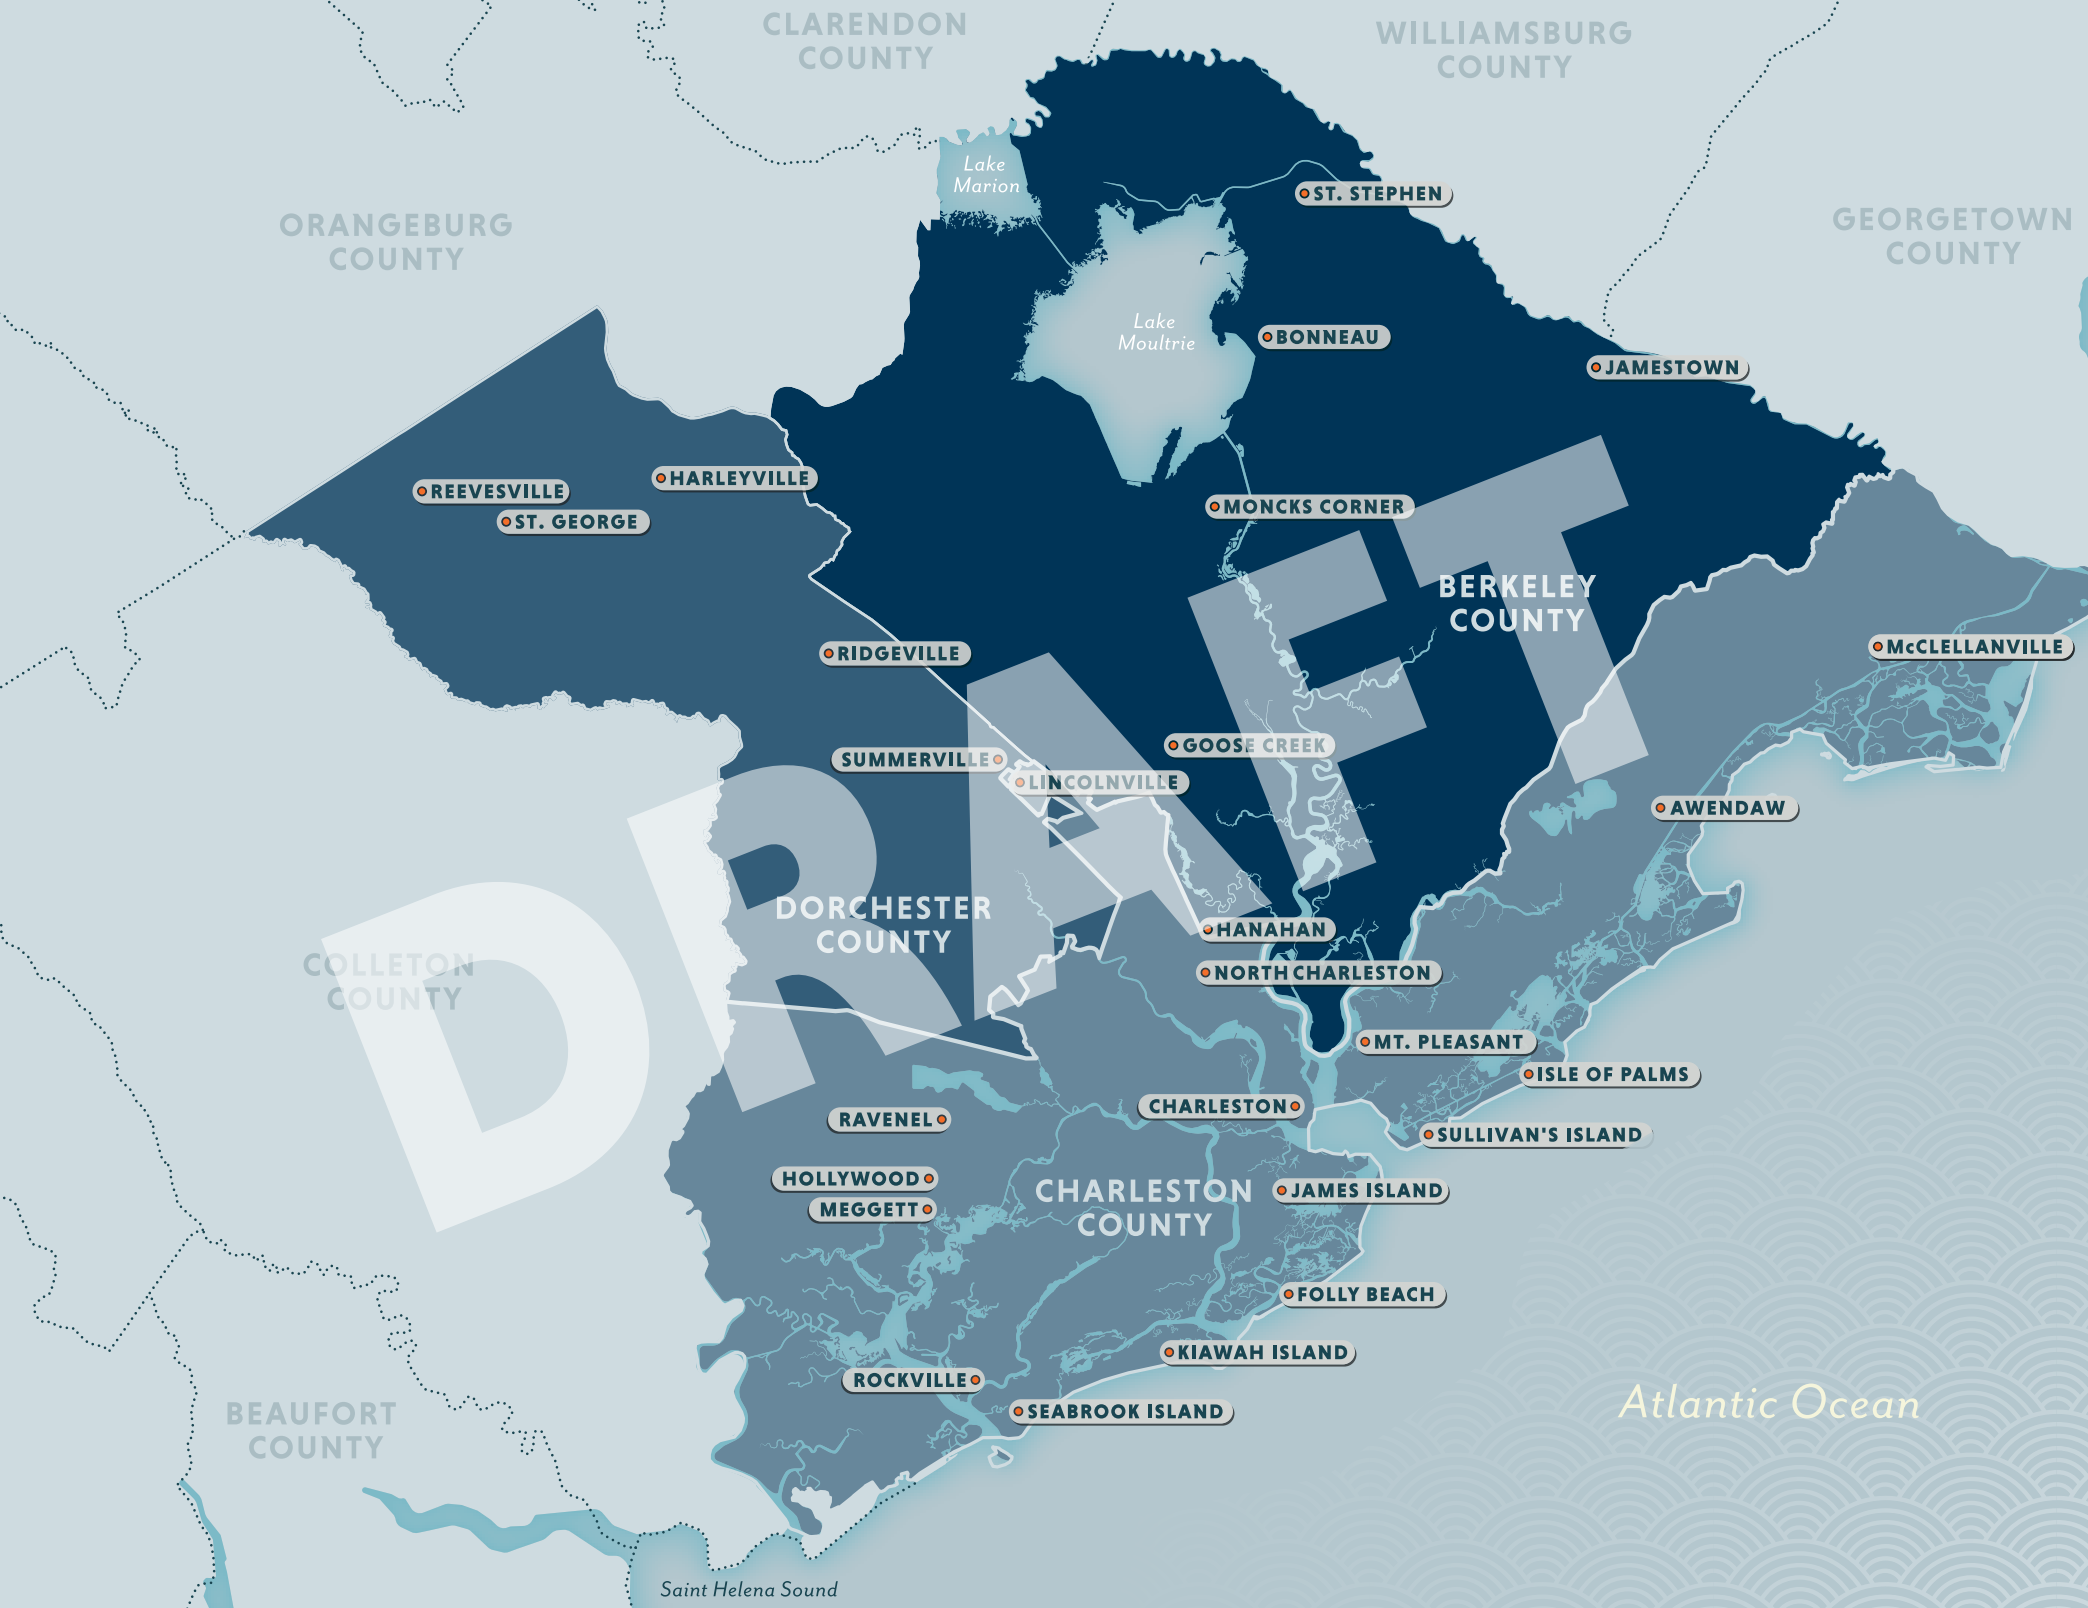 CLARENDON
COUNTY
WILLIAMSBURG
COUNTY
Lake
Marion
ST. STEPHEN
ORANGEBURG
COUNTY
GEORGETOWN
COUNTY
Lake
Moultrie
BONNEAU
JAMESTOWN
HARLEYVILLE
REEVESVILLE
ST. GEORGE
MONCKS CORNER
BERKELEY
COUNTY
RIDGEVILLE
McCLELLANVILLE
GOOSE CREEK
SUMMERVILLE
LINCOLNVILLE
AWENDAW
DRAFT
DORCHESTER
COUNTY
HANAHAN
COLLETON
COUNTY
NORTH CHARLESTON
MT. PLEASANT
ISLE OF PALMS
CHARLESTON
RAVENEL
SULLIVAN'S ISLAND
HOLLYWOOD
CHARLESTON
COUNTY
JAMES ISLAND
MEGGETT
FOLLY BEACH
KIAWAH ISLAND
ROCKVILLE
SEABROOK ISLAND
Atlantic Ocean
BEAUFORT
COUNTY
Saint Helena Sound